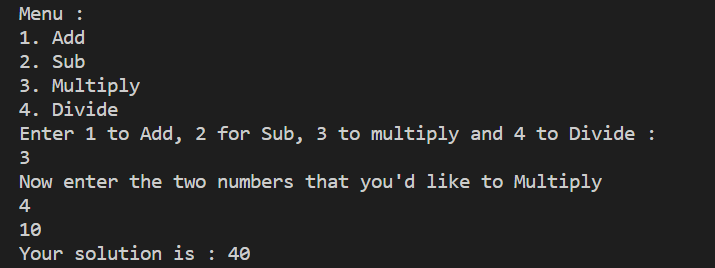 Menu :
1. Add
2. Sub
3. Multiply
4. Divide
Enter 1 to Add, 2 for Sub, 3 to multiply and 4 to Divide :
3
Now enter the two numbers that you'd like to Multiply
4
10
Your solution is : 40